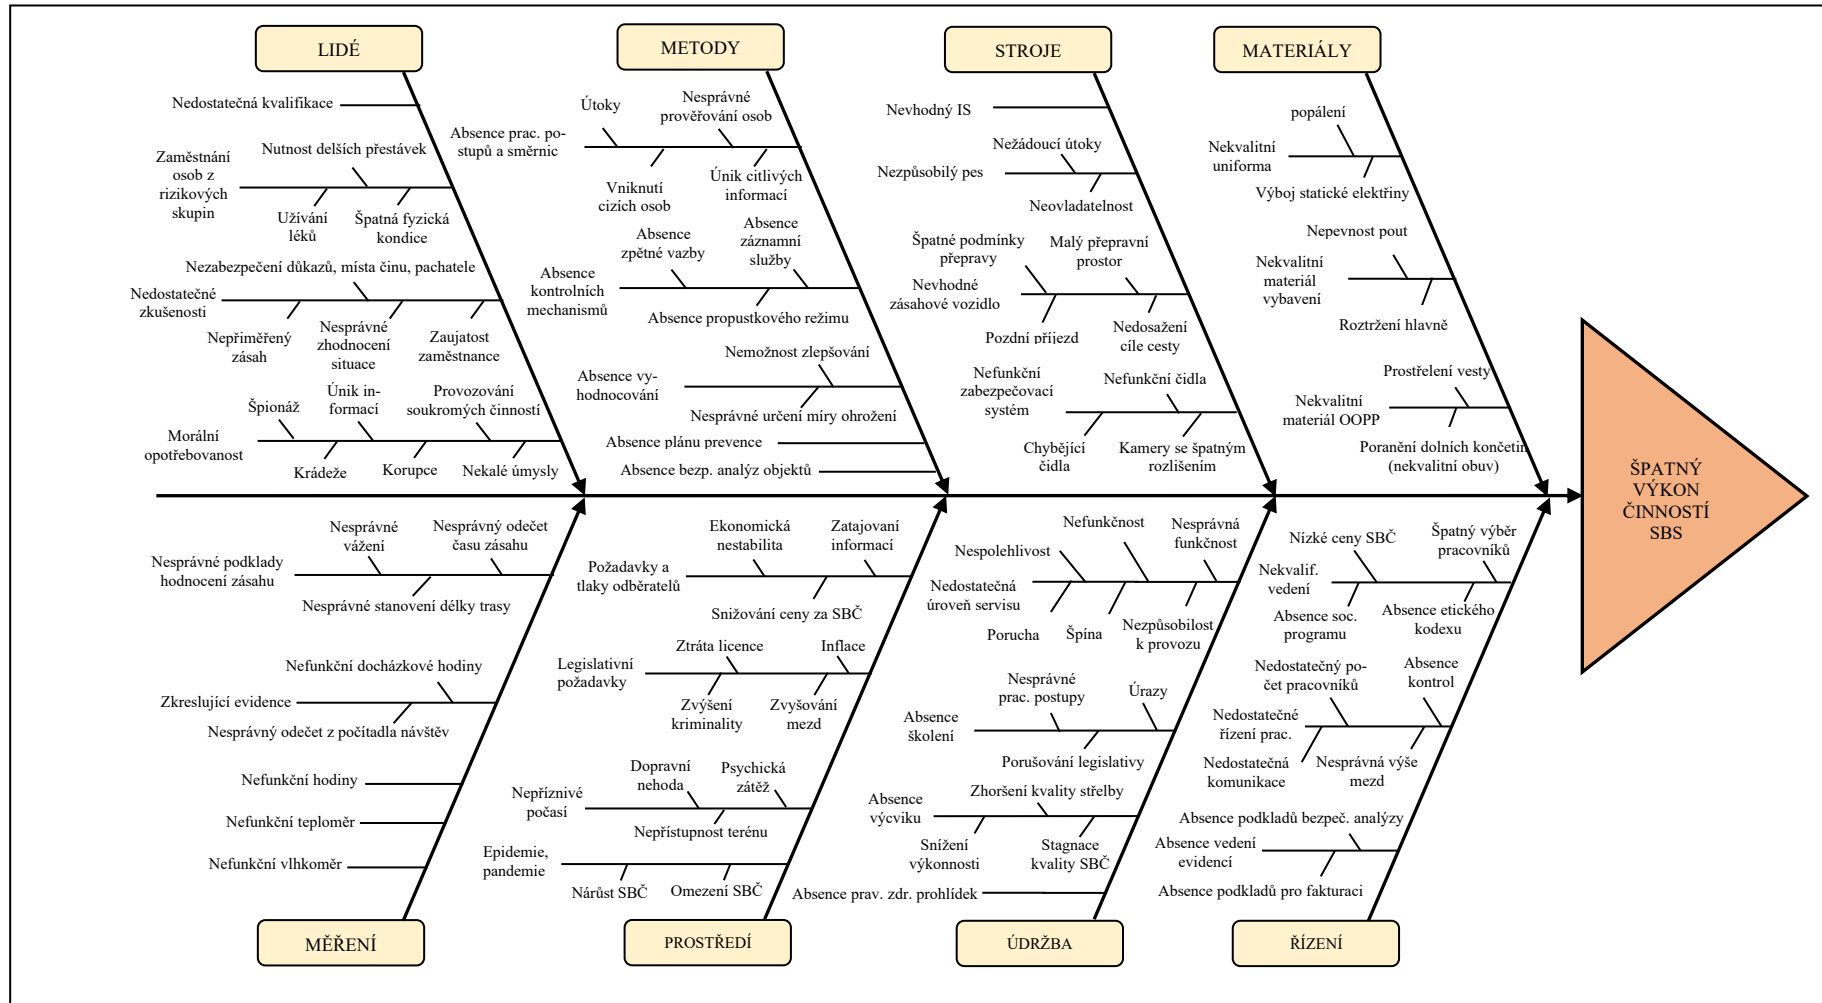 LIDÉ
METODY
STROJE
MATERIÁLY
Nedostatečná kvalifikace
Zaměstnání
osob z
rizikových
skupin
Nutnost delších přestávek
Užívání
léků
Špatná fyzická
kondice
Nezabezpečení důkazů, místa činu, pachatele
Nedostatečné
zkušenosti
Nepřiměřený
zásah
Nesprávné
zhodnocení
situace
Zaujatost
zaměstnance
Špionáž
Únik in-
formací
Provozování
soukromých činností
Morální
opotřebovanost
Krádeže
Korupce
Nekalé úmysly
Útoky
Nesprávné
prověřování osob
Absence prac. po-
stupů a směrnic
Vniknutí
cizích osob
Únik citlivých
informací
Absence
zpětné vazby
Absence
záznamní
služby
Absence
kontrolních
mechanismů
Absence propustkového režimu
Nemožnost zlepšování
Absence vy-
hodnocování
Nesprávné určení míry ohrožení
Absence plánu prevence
Absence bezp. analýz objektů
Nevhodný IS
Nežádoucí útoky
Nezpůsobilý pes
Neovladatelnost
Špatné podmínky
přepravy
Malý přepravní
prostor
Nevhodné
zásahové vozidlo
Pozdní příjezd
Nedosažení
cíle cesty
Nefunkční
zabezpečovací
systém
Nefunkční čidla
Chybějící
čidla
Kamery se špatným
rozlišením
popálení
Nekvalitní
uniforma
Výboj statické elektřiny
Nepevnost pout
Nekvalitní
materiál
vybavení
Roztržení hlavně
Prostřelení vesty
Nekvalitní
materiál OOPP
Poranění dolních končetin
(nekvalitní obuv)
ŠPATNÝ
VÝKON
ČINNOSTÍ
SBS
Nesprávné
vážení
Nesprávný odečet
času zásahu
Nesprávné podklady
hodnocení zásahu
Nesprávné stanovení délky trasy
Nefunkční docházkové hodiny
Zkreslující evidence
Nesprávný odečet z počítadla návštěv
Nefunkční hodiny
Nefunkční teploměr
Nefunkční vlhkoměr
Ekonomická
nestabilita
Zatajovaní
informací
Požadavky a
tlaky odběratelů
Snižování ceny za SBČ
Ztráta licence
Inflace
Legislativní
požadavky
Zvýšení
kriminality
Zvyšování
mezd
Dopravní
nehoda
Psychická
zátěž
Nepříznivé
počasí
Nepřístupnost terénu
Epidemie,
pandemie
Nárůst SBČ
Omezení SBČ
Nespolehlivost
Nefunkčnost
Nesprávná
funkčnost
Nedostatečná
úroveň servisu
Porucha
Špína
Nezpůsobilost
k provozu
Nesprávné
prac. postupy
Úrazy
Absence
školení
Porušování legislativy
Zhoršení kvality střelby
Absence
výcviku
Snížení
výkonnosti
Stagnace
kvality SBČ
Absence prav. zdr. prohlídek
Nízké ceny SBČ
Špatný výběr
pracovníků
Nekvalif.
vedení
Absence soc.
programu
Absence etického
kodexu
Nedostatečný po-
čet pracovníků
Absence
kontrol
Nedostatečné
řízení prac.
Nedostatečná
komunikace
Nesprávná výše
mezd
Absence podkladů bezpeč. analýzy
Absence vedení
evidencí
Absence podkladů pro fakturaci
MĚŘENÍ
PROSTŘEDÍ
ÚDRŽBA
ŘÍZENÍ